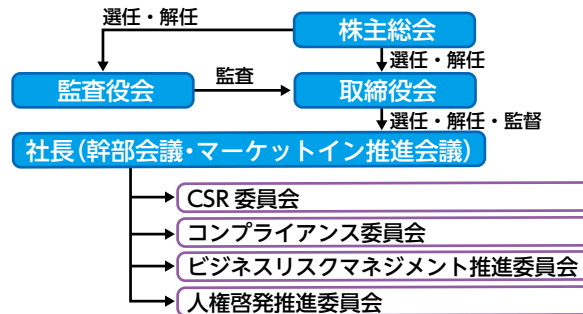 選任・解任
株主総会
選任・解任
監査役会
監査
取締役会
選任・解任・監督
社長(幹部会議・マーケットイン推進会議)
CSR 委員会
コンプライアンス委員会
ビジネスリスクマネジメント推進委員会
人権啓発推進委員会